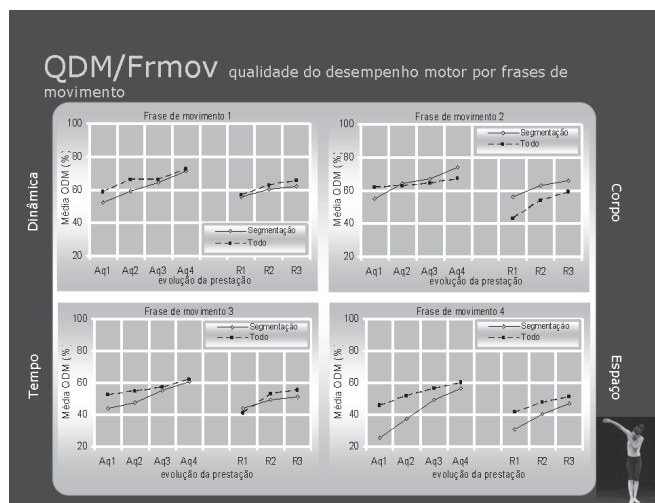 QDM/Frmov qualidade do desempenho motor por frases de
movimento
Dinâmica
Frase de movimento 1
Média QDM (%)
100
80
60
40
20
Segmentação
Todo
Aq1 Aq2 Aq3 Aq4 R1 R2 R3
evolução da prestação
Frase de movimento 2
Média QDM (%)
100
80
60
40
20
Segmentação
Todo
Aq1 Aq2 Aq3 Aq4 R1 R2 R3
evolução da prestação
Corpo
Tempo
Frase de movimento 3
Média QDM (%)
100
80
60
40
20
Segmentação
Todo
Aq1 Aq2 Aq3 Aq4 R1 R2 R3
evolução da prestação
Frase de movimento 4
Média QDM (%)
100
80
60
40
20
Segmentação
Todo
Aq1 Aq2 Aq3 Aq4 R1 R2 R3
evolução da prestação
Espaço